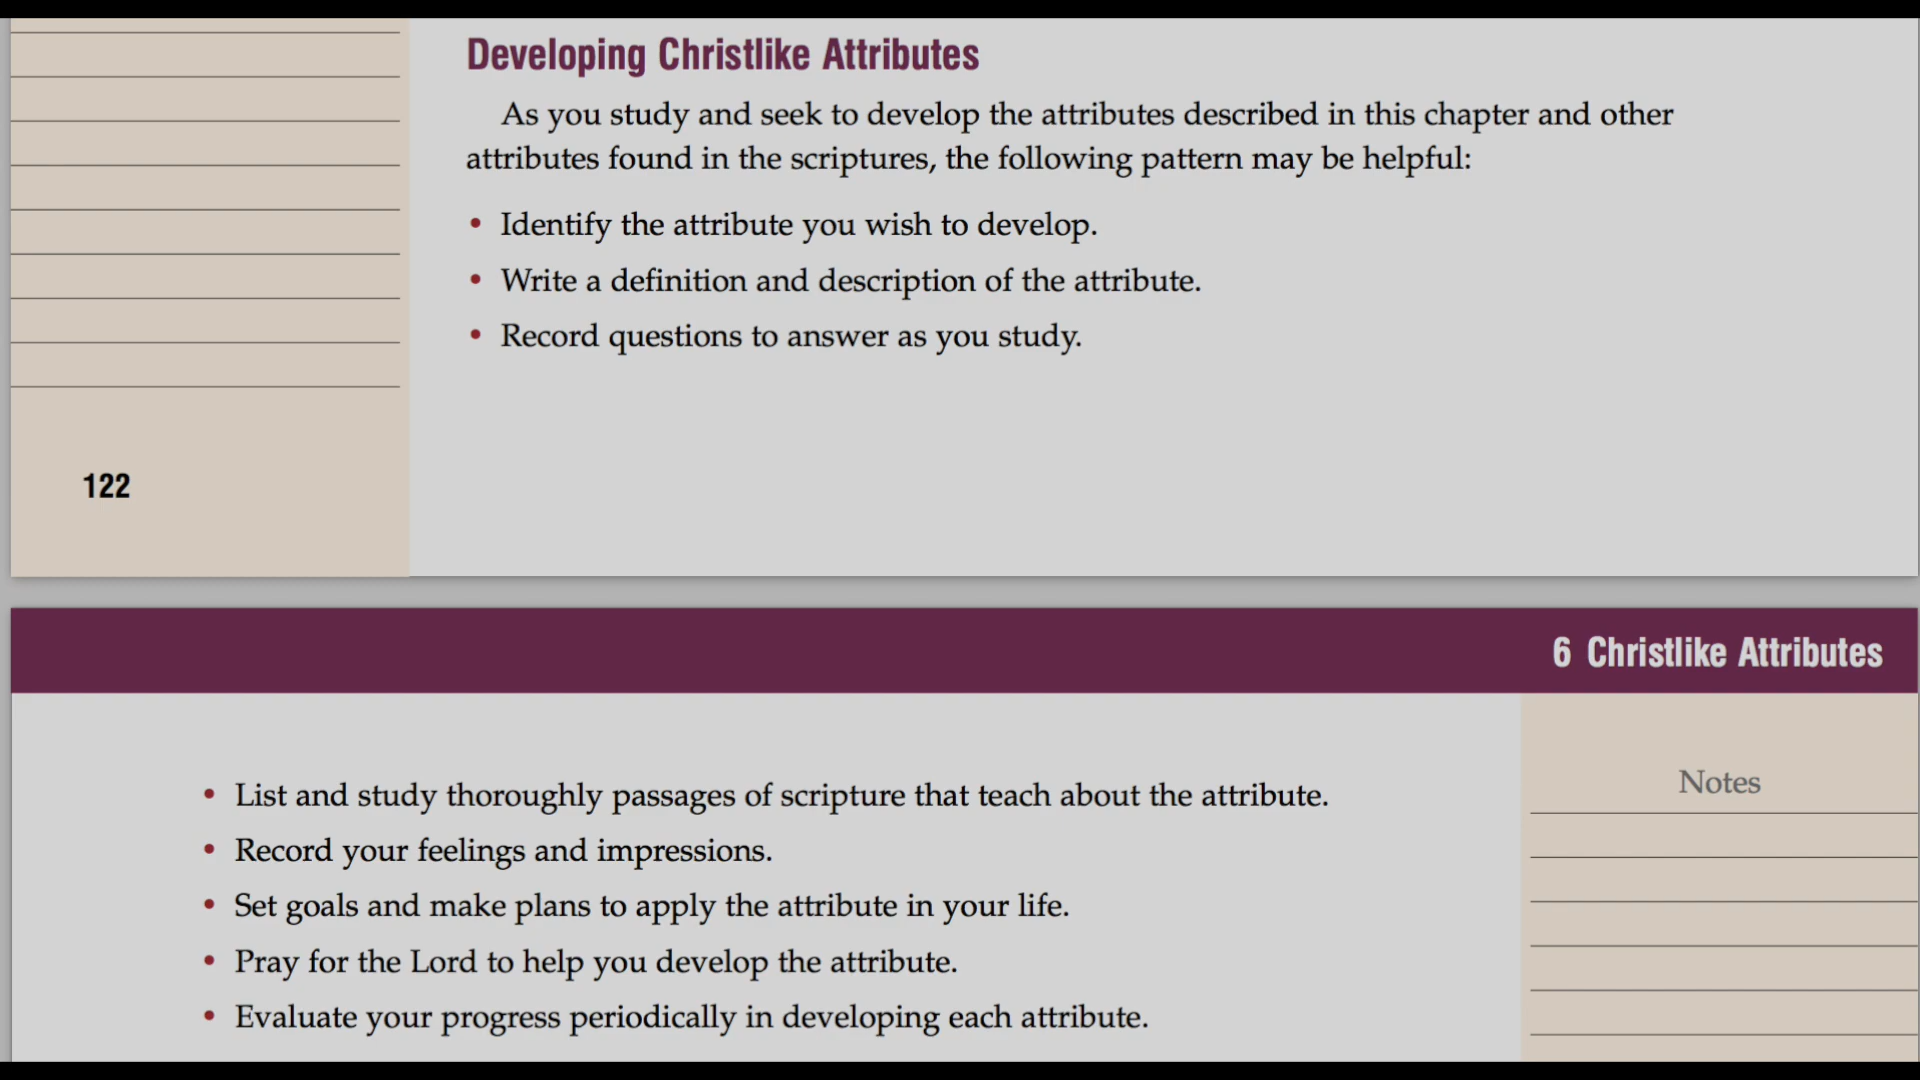 Developing Christlike Attributes
As you study and seek to develop the attributes described in this chapter and other
attributes found in the scriptures, the following pattern may be helpful:
• Identify the attribute you wish to develop.
• Write a definition and description of the attribute.
• Record questions to answer as you study.
122
6 Christlike Attributes
• List and study thoroughly passages of scripture that teach about the attribute.
• Record your feelings and impressions.
• Set goals and make plans to apply the attribute in your life.
• Pray for the Lord to help you develop the attribute.
• Evaluate your progress periodically in developing each attribute.
Notes